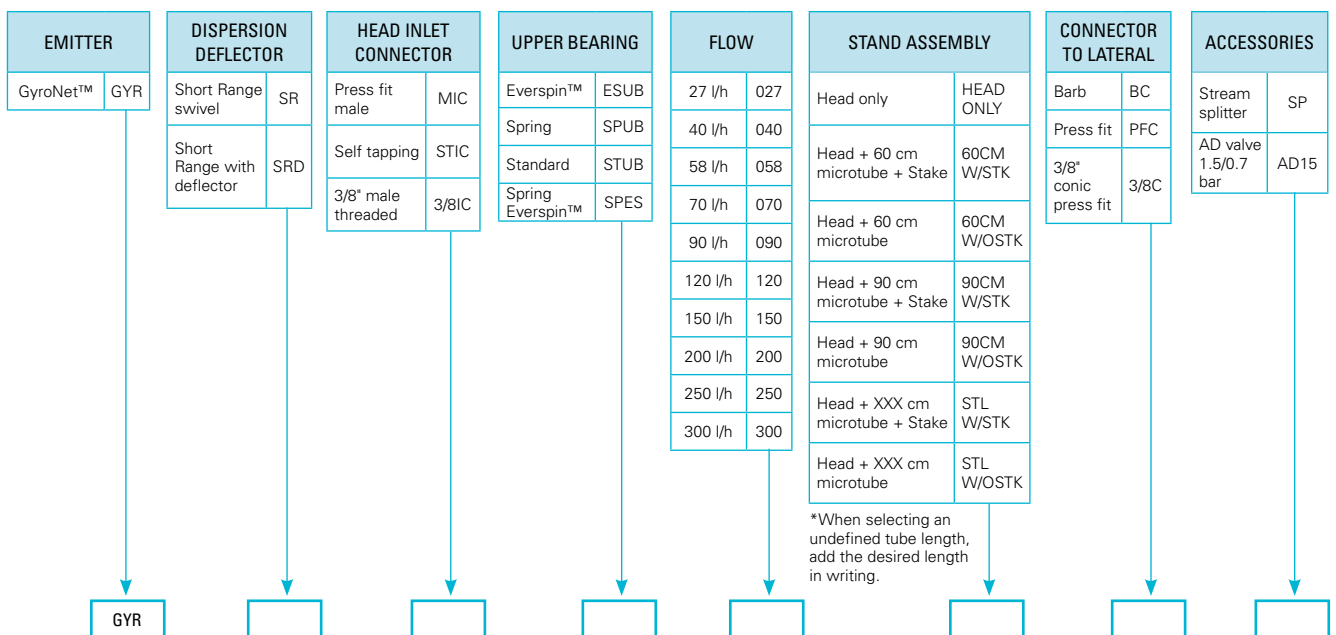 EMITTER
GyroNet™ GYR
DISPERSION
DEFLECTOR
Short Range
swivel
SR
Short
Range with
deflector
SRD
HEAD INLET
CONNECTOR
Press fit
male
MIC
Self tapping STIC
3/8" male
threaded
3/8IC
UPPER BEARING
Everspin™ ESUB
Spring SPUB
Standard STUB
Spring
Everspin™
SPES
FLOW
27 l/h 027
40 l/h 040
58 l/h 058
70 l/h 070
90 l/h 090
120 l/h 120
150 l/h 150
200 l/h 200
250 l/h 250
300 l/h 300
STAND ASSEMBLY
Head only
HEAD
ONLY
Head + 60 cm
microtube + Stake
60CM
W/STK
Head + 60 cm
microtube
60CM
W/OSTK
Head + 90 cm
microtube + Stake
90CM
W/STK
Head + 90 cm
microtube
90CM
W/OSTK
Head + XXX cm
microtube + Stake
STL
W/STK
Head + XXX cm
microtube
STL
W/OSTK
*When selecting an
undefined tube length,
add the desired length
in writing.
CONNECTOR
TO LATERAL
Barb BC
Press fit PFC
3/8"
conic
press fit
3/8C
ACCESSORIES
Stream
splitter
SP
AD valve
1.5/0.7
bar
AD15
GYR